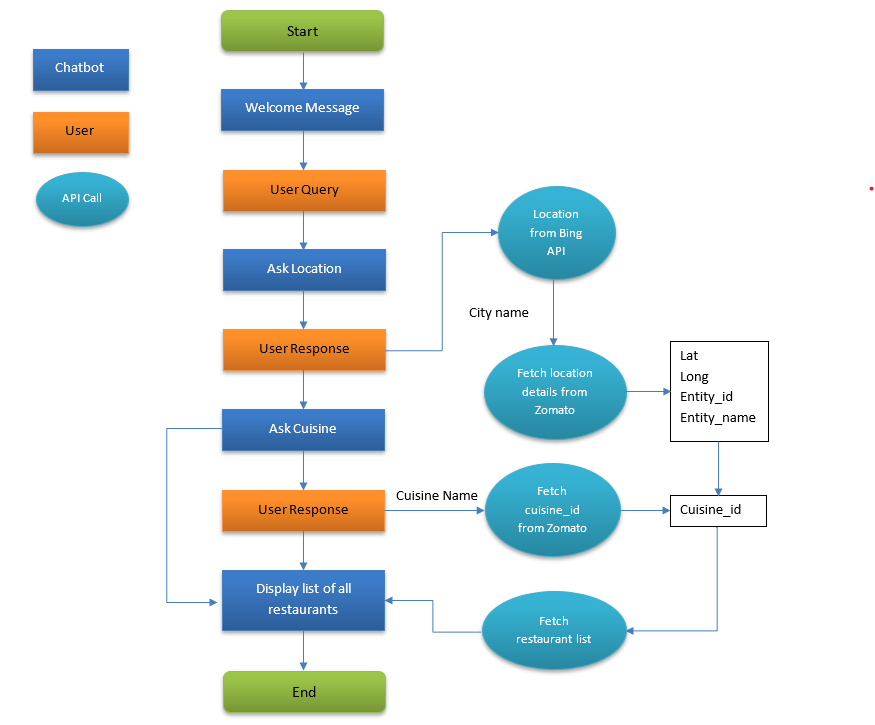 Start
Chatbot
Welcome Message
User
User Query
API Call
Location
from Bing
API
Ask Location
City name
User Response
Lat
Long
Entity_id
Entity_name
Fetch location
details from
Zomato
Ask Cuisine
Cuisine Name
User Response
Fetch
cuisine_id
from Zomato
Cuisine_id
Display list of all
restaurants
Fetch
restaurant list
End